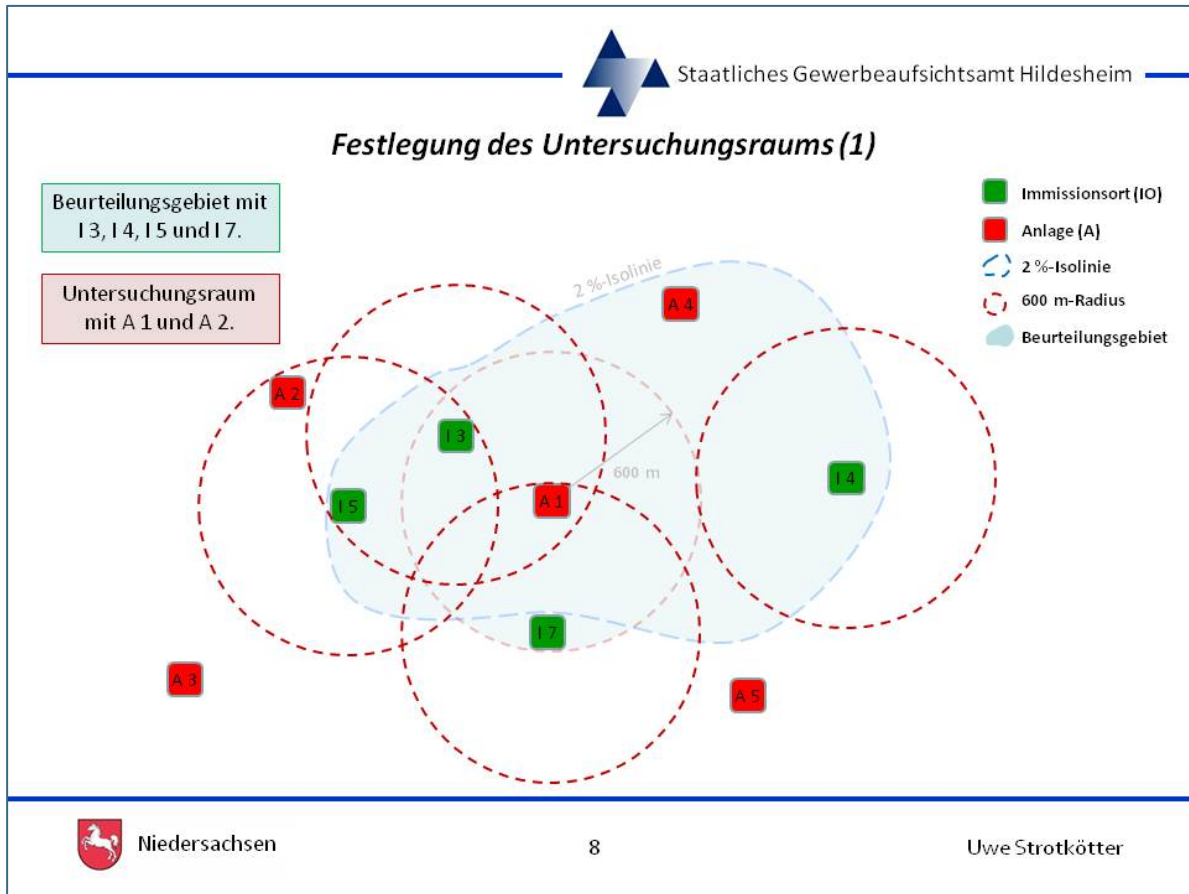 Staatliches Gewerbeaufsichtsamt Hildesheim
Festlegung des Untersuchungsraums (1)
Beurteilungsgebiet mit
I 3, I 4, I 5 und I 7.
Untersuchungsraum
mit A 1 und A 2.
Immissionsort (IO)
Anlage (A)
2 %-Isolinie
600 m-Radius
Beurteilungsgebiet
2 %-Isolinie
A 4
A 2
I 3
600 m
I 4
I 5
A 1
I 7
A 3
A 5
Niedersachsen
8
Uwe Strotkötter